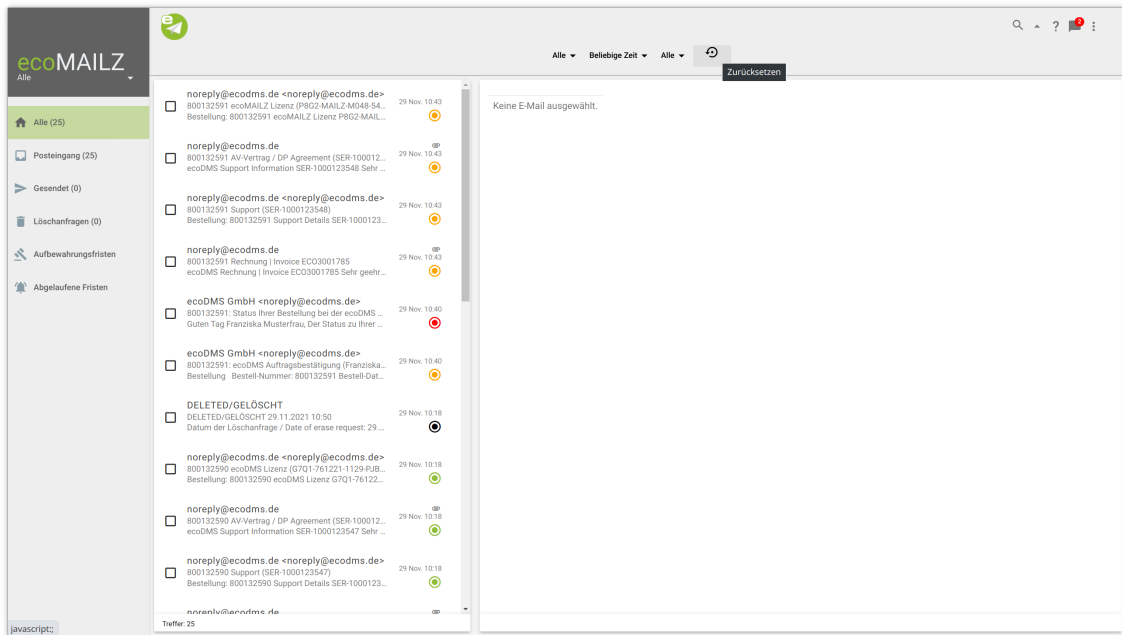 ecoMAILZ
Alle
Alle
Beliebige Zeit
Alle
?
2
Zurücksetzen
Alle (25)
Posteingang (25)
Gesendet (0)
Löschanfragen (0)
Aufbewahrungsfristen
Abgelaufene Fristen
noreply@ecodms.de <noreply@ecodms.de>
800132591 ecoMAILZ Lizenz (P8G2-MAILZ-M048-54...
29 Nov. 10:43
Bestellung: 800132591 ecoMAILZ Lizenz P8G2-MAIL...
noreply@ecodms.de
800132591 AV-Vertrag / DP Agreement (SER-100012...
29 Nov. 10:43
ecoDMS Support Information SER-1000123548 Sehr ...
noreply@ecodms.de <noreply@ecodms.de>
800132591 Support (SER-1000123548)
29 Nov. 10:43
Bestellung: 800132591 Support Details SER-1000123...
noreply@ecodms.de
800132591 Rechnung | Invoice ECO3001785
29 Nov. 10:43
ecoDMS Rechnung | Invoice ECO3001785 Sehr geehr...
ecoDMS GmbH <noreply@ecodms.de>
800132591: Status Ihrer Bestellung bei der ecoDMS ...
29 Nov. 10:40
Guten Tag Franziska Musterfrau, Der Status zu Ihrer ...
ecoDMS GmbH <noreply@ecodms.de>
800132591: ecoDMS Auftragsbestätigung (Franziska...
29 Nov. 10:40
Bestellung Bestell-Nummer: 800132591 Bestell-Dat...
DELETED/GELÖSCHT
DELETED/GELÖSCHT 29.11.2021 10:50
29 Nov. 10:18
Datum der Löschanfrage / Date of erase request: 29....
noreply@ecodms.de <noreply@ecodms.de>
800132590 ecoDMS Lizenz (G7Q1-761221-1129-PJB...
29 Nov. 10:18
Bestellung: 800132590 ecoDMS Lizenz G7Q1-76122...
noreply@ecodms.de
800132590 AV-Vertrag / DP Agreement (SER-100012...
29 Nov. 10:18
ecoDMS Support Information SER-1000123547 Sehr ...
noreply@ecodms.de <noreply@ecodms.de>
800132590 Support (SER-1000123547)
29 Nov. 10:18
Bestellung: 800132590 Support Details SER-1000123...
noreply@ecodms.de
Treffer: 25
Keine E-Mail ausgewählt.
javascript:;